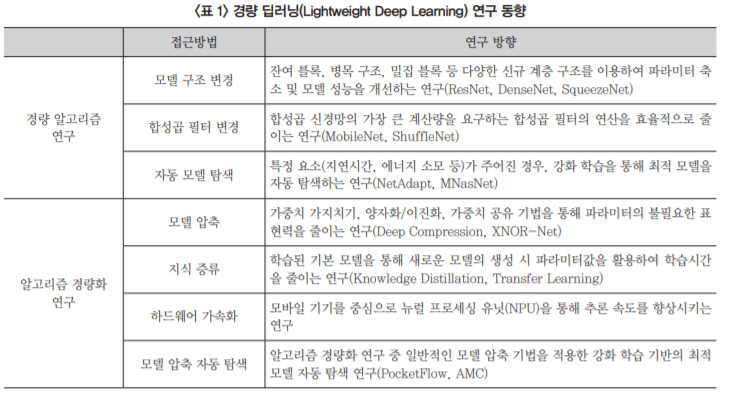 <표 1> 경량 딥러닝(Lightweight Deep Learning) 연구 동향
접근방법
연구 방향
경량 알고리즘
연구
모델 구조 변경
잔여 블록, 병목 구조, 밀집 블록 등 다양한 신규 계층 구조를 이용하여 파라미터 축
소 및 모델 성능을 개선하는 연구(ResNet, DenseNet, SqueezeNet)
합성곱 필터 변경
합성곱 신경망의 가장 큰 계산량을 요구하는 합성곱 필터의 연산을 효율적으로 줄
이는 연구(MobileNet, ShuffleNet)
자동 모델 탐색
특정 요소(지연시간, 에너지 소모 등)가 주어진 경우, 강화 학습을 통해 최적 모델을
자동 탐색하는 연구(NetAdapt, MNasNet)
알고리즘 경량화
연구
모델 압축
가중치 가지치기, 양자화/이진화, 가중치 공유 기법을 통해 파라미터의 불필요한 표
현력을 줄이는 연구(Deep Compression, XNOR-Net)
지식 증류
학습된 기본 모델을 통해 새로운 모델의 생성 시 파라미터값을 활용하여 학습시간
을 줄이는 연구(Knowledge Distillation, Transfer Learning)
하드웨어 가속화
모바일 기기를 중심으로 뉴럴 프로세싱 유닛(NPU)을 통해 추론 속도를 향상시키는
연구
모델 압축 자동 탐색
알고리즘 경량화 연구 중 일반적인 모델 압축 기법을 적용한 강화 학습 기반의 최적
모델 자동 탐색 연구(PocketFlow, AMC)